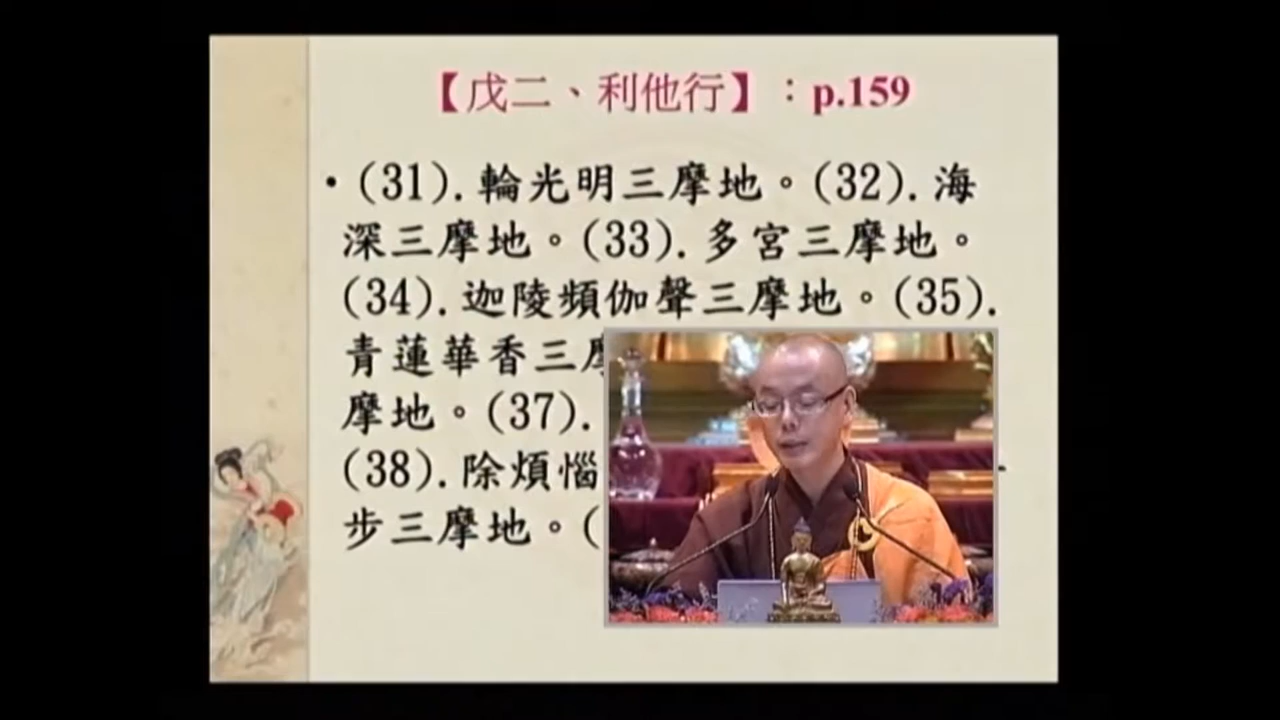 【戊二、利他行】：p.159
•(31).輪光明三摩地。(32).海
深三摩地。(33).多宮三摩地。
(34).迦陵頻伽聲三摩地。(35).
青蓮華香三摩
摩地。(37).
(38).除煩惱
步三摩地。(